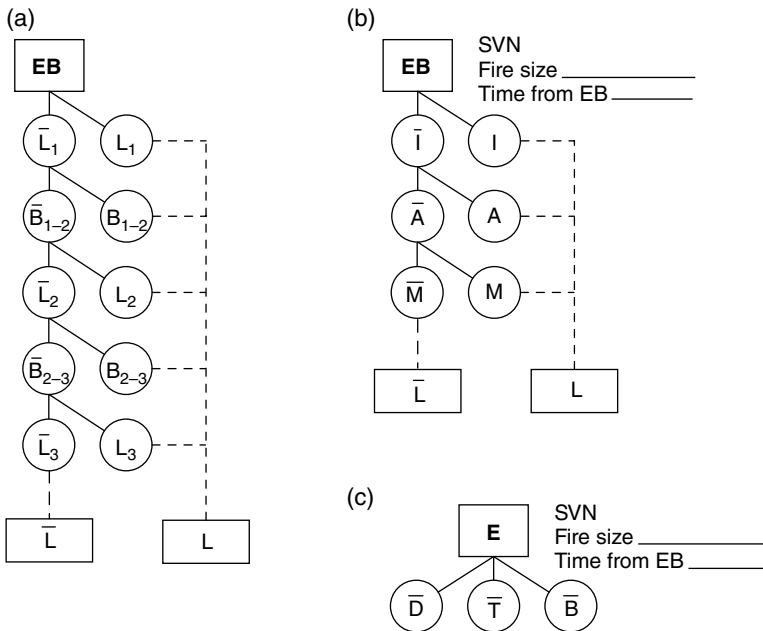 (a)
EB
L̄₁ L₁
B̄₁₋₂ B₁₋₂
L̄₂ L₂
B̄₂₋₃ B₂₋₃
L̄₃ L₃
L̄ L
(b)
EB
SVN
Fire size
Time from EB
Ī I
Ā A
M̄ M
L̄ L
(c)
E
SVN
Fire size
Time from EB
D̄ T̄ B̄